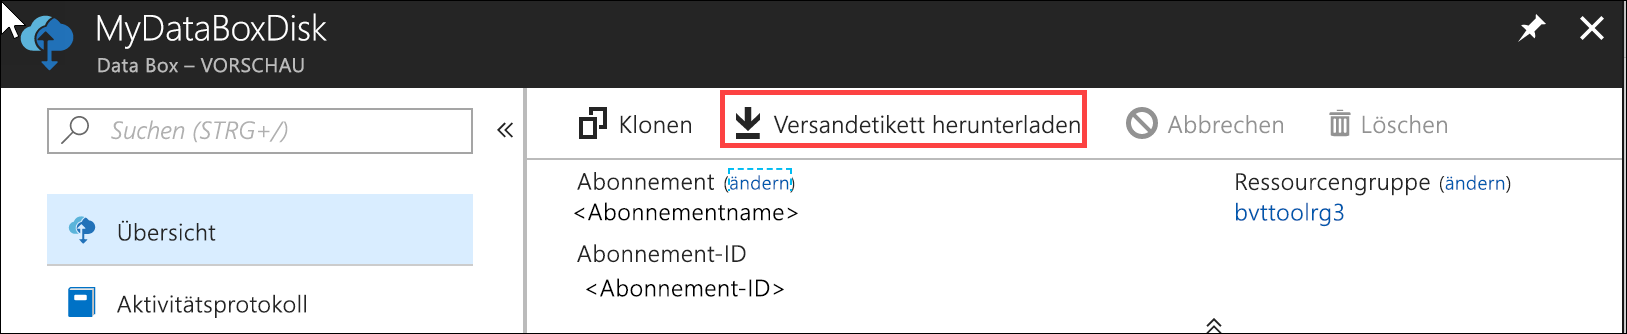 MyDataBoxDisk
Data Box – VORSCHAU
Suchen (STRG+/)
Klonen
Versandetikett herunterladen
Abbrechen
Löschen
Abonnement (ändern)
Ressourcengruppe (ändern)
<Abonnementname>
bvttoolrg3
Übersicht
Abonnement-ID
<Abonnement-ID>
Aktivitätsprotokoll